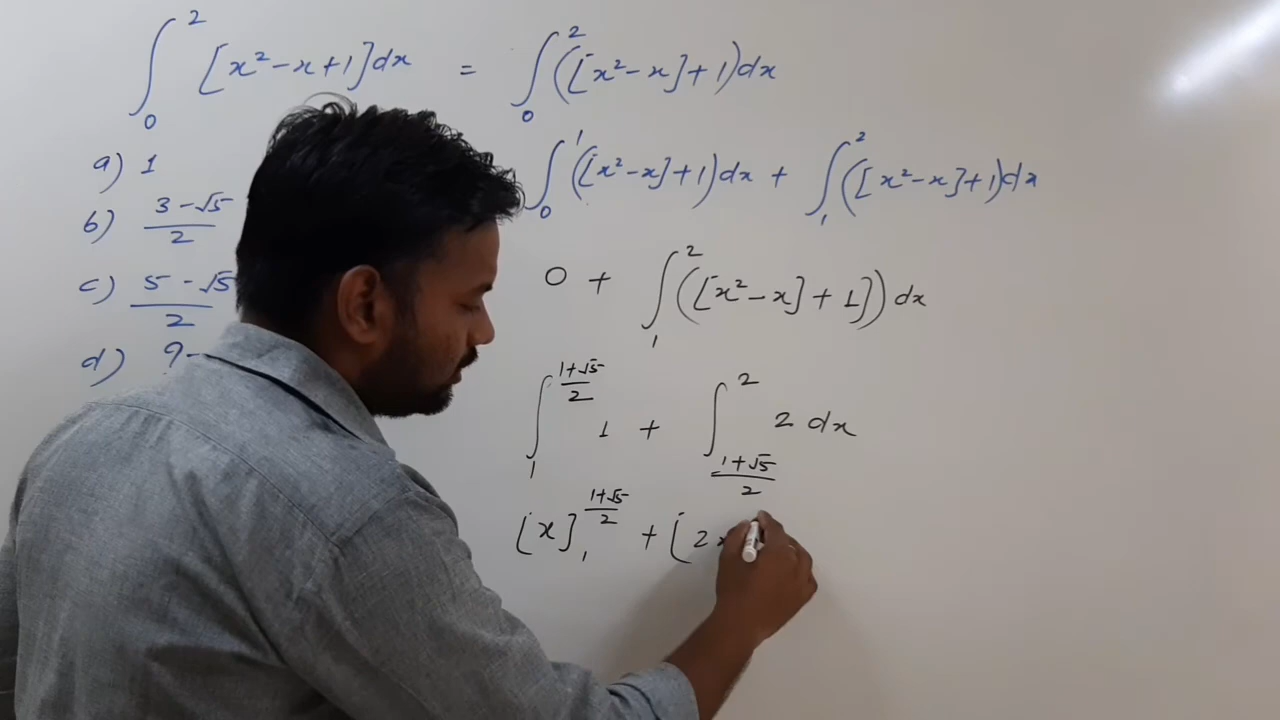 ∫₀² [x² − x + 1] dx = ∫₀² ([x² − x] + 1) dx
∫₀¹ ([x² − x] + 1) dx + ∫₁² ([x² − x] + 1) dx
a) 1
b) (3 − √5)/2
c) (5 − √5)/2
d) 9 −
0 + ∫₁² ([x² − x] + 1]) dx
∫₁^((1+√5)/2) 1 + ∫_((1+√5)/2)^2 2 dx
[x]₁^((1+√5)/2) + [2x